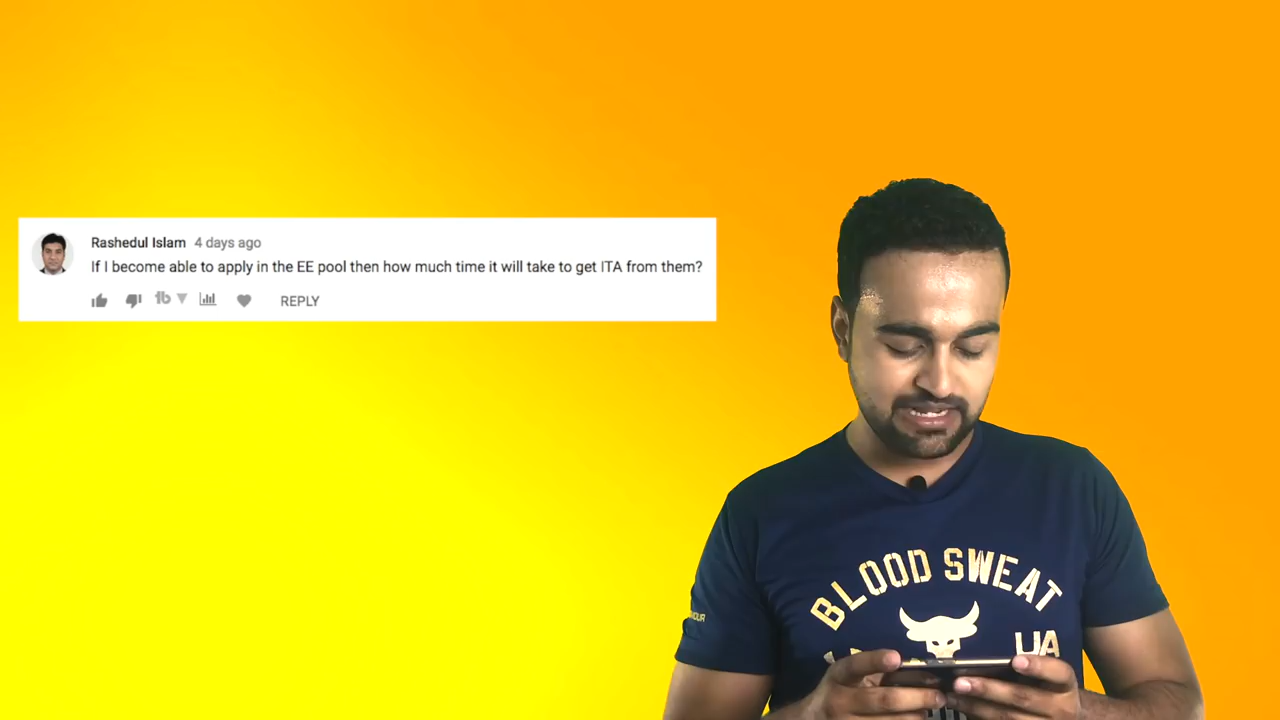 Rashedul Islam 4 days ago
If I become able to apply in the EE pool then how much time it will take to get ITA from them?
REPLY
BLOOD SWEAT
UA